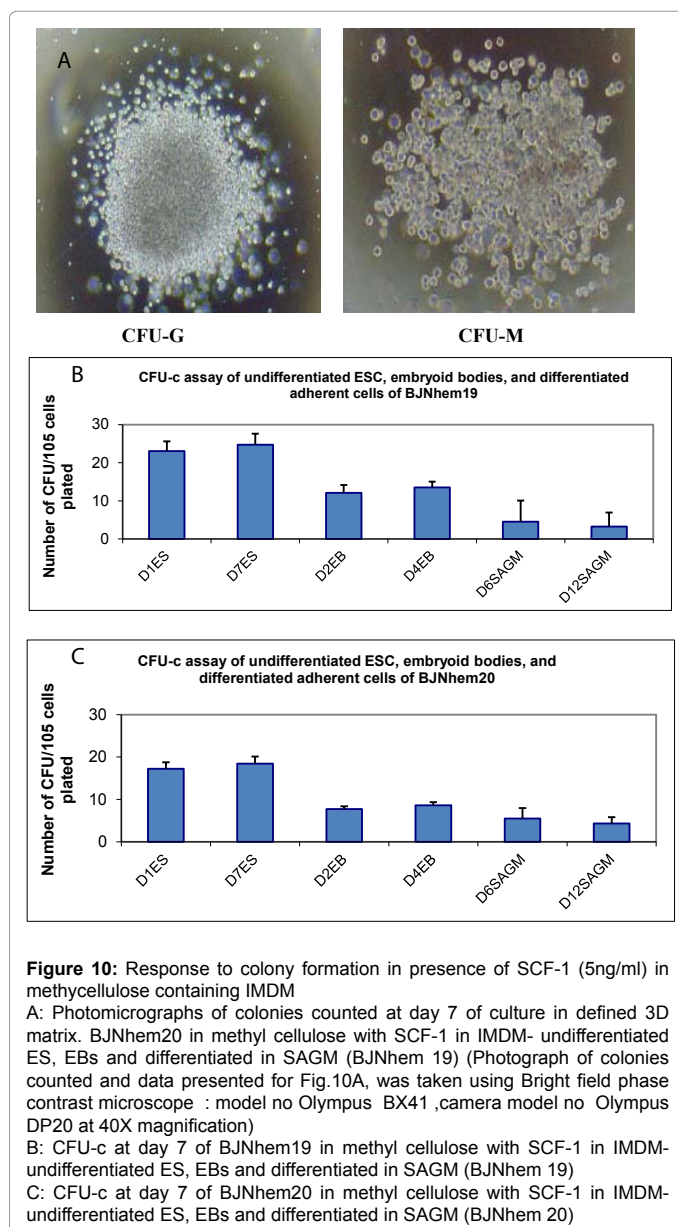 A
CFU-G
CFU-M
B
CFU-c assay of undifferentiated ESC, embryoid bodies, and differentiated
adherent cells of BJNhem19
Number of CFU/105 cells
plated
30
20
10
0
D1ES
D7ES
D2EB
D4EB
D6SAGM
D12SAGM
C
CFU-c assay of undifferentiated ESC, embryoid bodies, and
differentiated adherent cells of BJNhem20
Number of CFU/105 cells
plated
30
20
10
0
D1ES
D7ES
D2EB
D4EB
D6SAGM
D12SAGM
Figure 10: Response to colony formation in presence of SCF-1 (5ng/ml) in
methycellulose containing IMDM
A: Photomicrographs of colonies counted at day 7 of culture in defined 3D
matrix. BJNhem20 in methyl cellulose with SCF-1 in IMDM- undifferentiated
ES, EBs and differentiated in SAGM (BJNhem 19) (Photograph of colonies
counted and data presented for Fig.10A, was taken using Bright field phase
contrast microscope : model no Olympus BX41 ,camera model no Olympus
DP20 at 40X magnification)
B: CFU-c at day 7 of BJNhem19 in methyl cellulose with SCF-1 in IMDM-
undifferentiated ES, EBs and differentiated in SAGM (BJNhem 19)
C: CFU-c at day 7 of BJNhem20 in methyl cellulose with SCF-1 in IMDM-
undifferentiated ES, EBs and differentiated in SAGM (BJNhem 20)